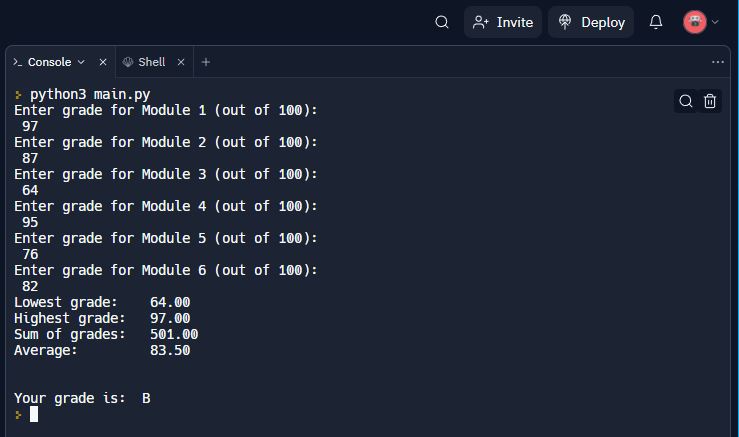 Invite
Deploy
>_ Console
Shell
python3 main.py
Enter grade for Module 1 (out of 100):
97
Enter grade for Module 2 (out of 100):
87
Enter grade for Module 3 (out of 100):
64
Enter grade for Module 4 (out of 100):
95
Enter grade for Module 5 (out of 100):
76
Enter grade for Module 6 (out of 100):
82
Lowest grade:    64.00
Highest grade:   97.00
Sum of grades:   501.00
Average:         83.50
Your grade is:  B